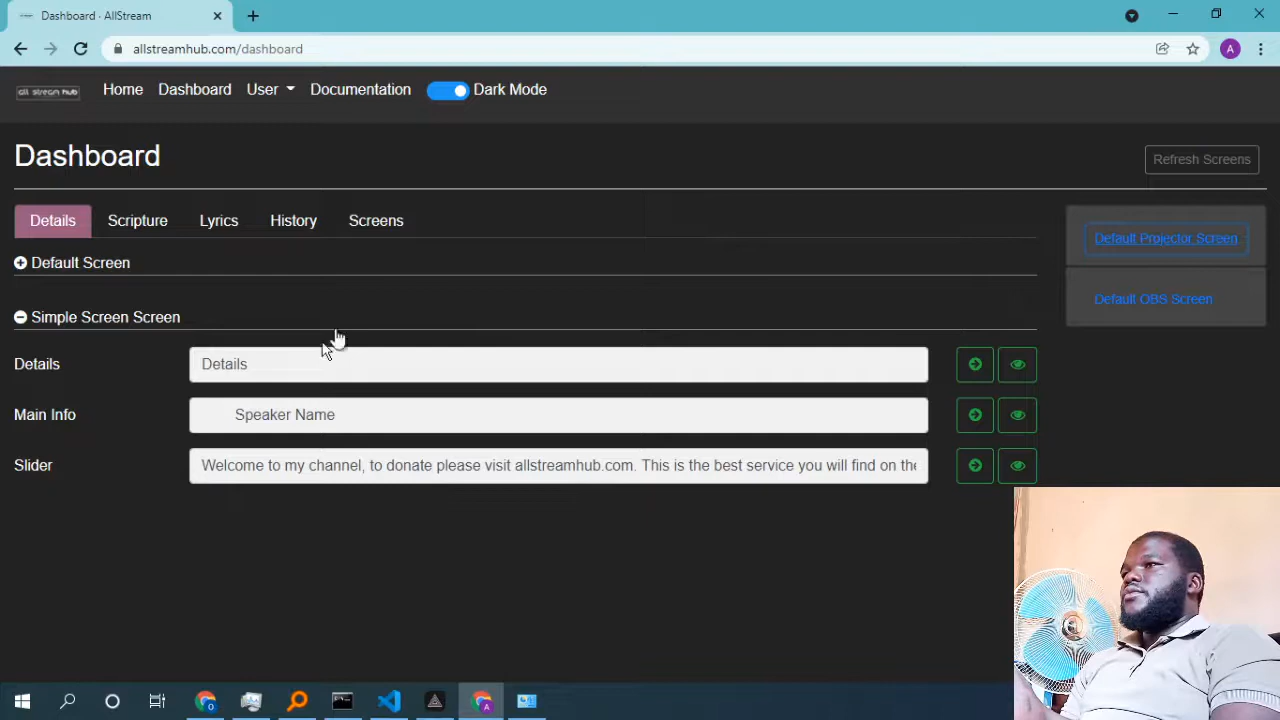 Dashboard · AllStream
allstreamhub.com/dashboard
A
all stream hub Home Dashboard User Documentation Dark Mode
Dashboard
Refresh Screens
Details Scripture Lyrics History Screens
Default Projector Screen
Default Screen
Default OBS Screen
Simple Screen Screen
Details Details
Main Info Speaker Name
Slider Welcome to my channel, to donate please visit allstreamhub.com. This is the best service you will find on the
O
A